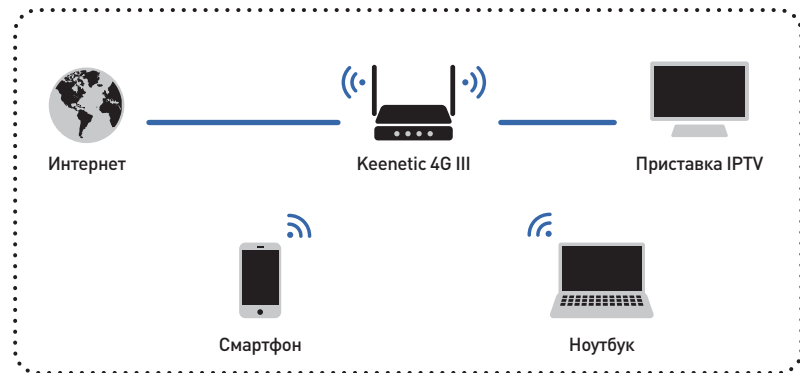 Интернет
Keenetic 4G III
Приставка IPTV
Смартфон
Ноутбук